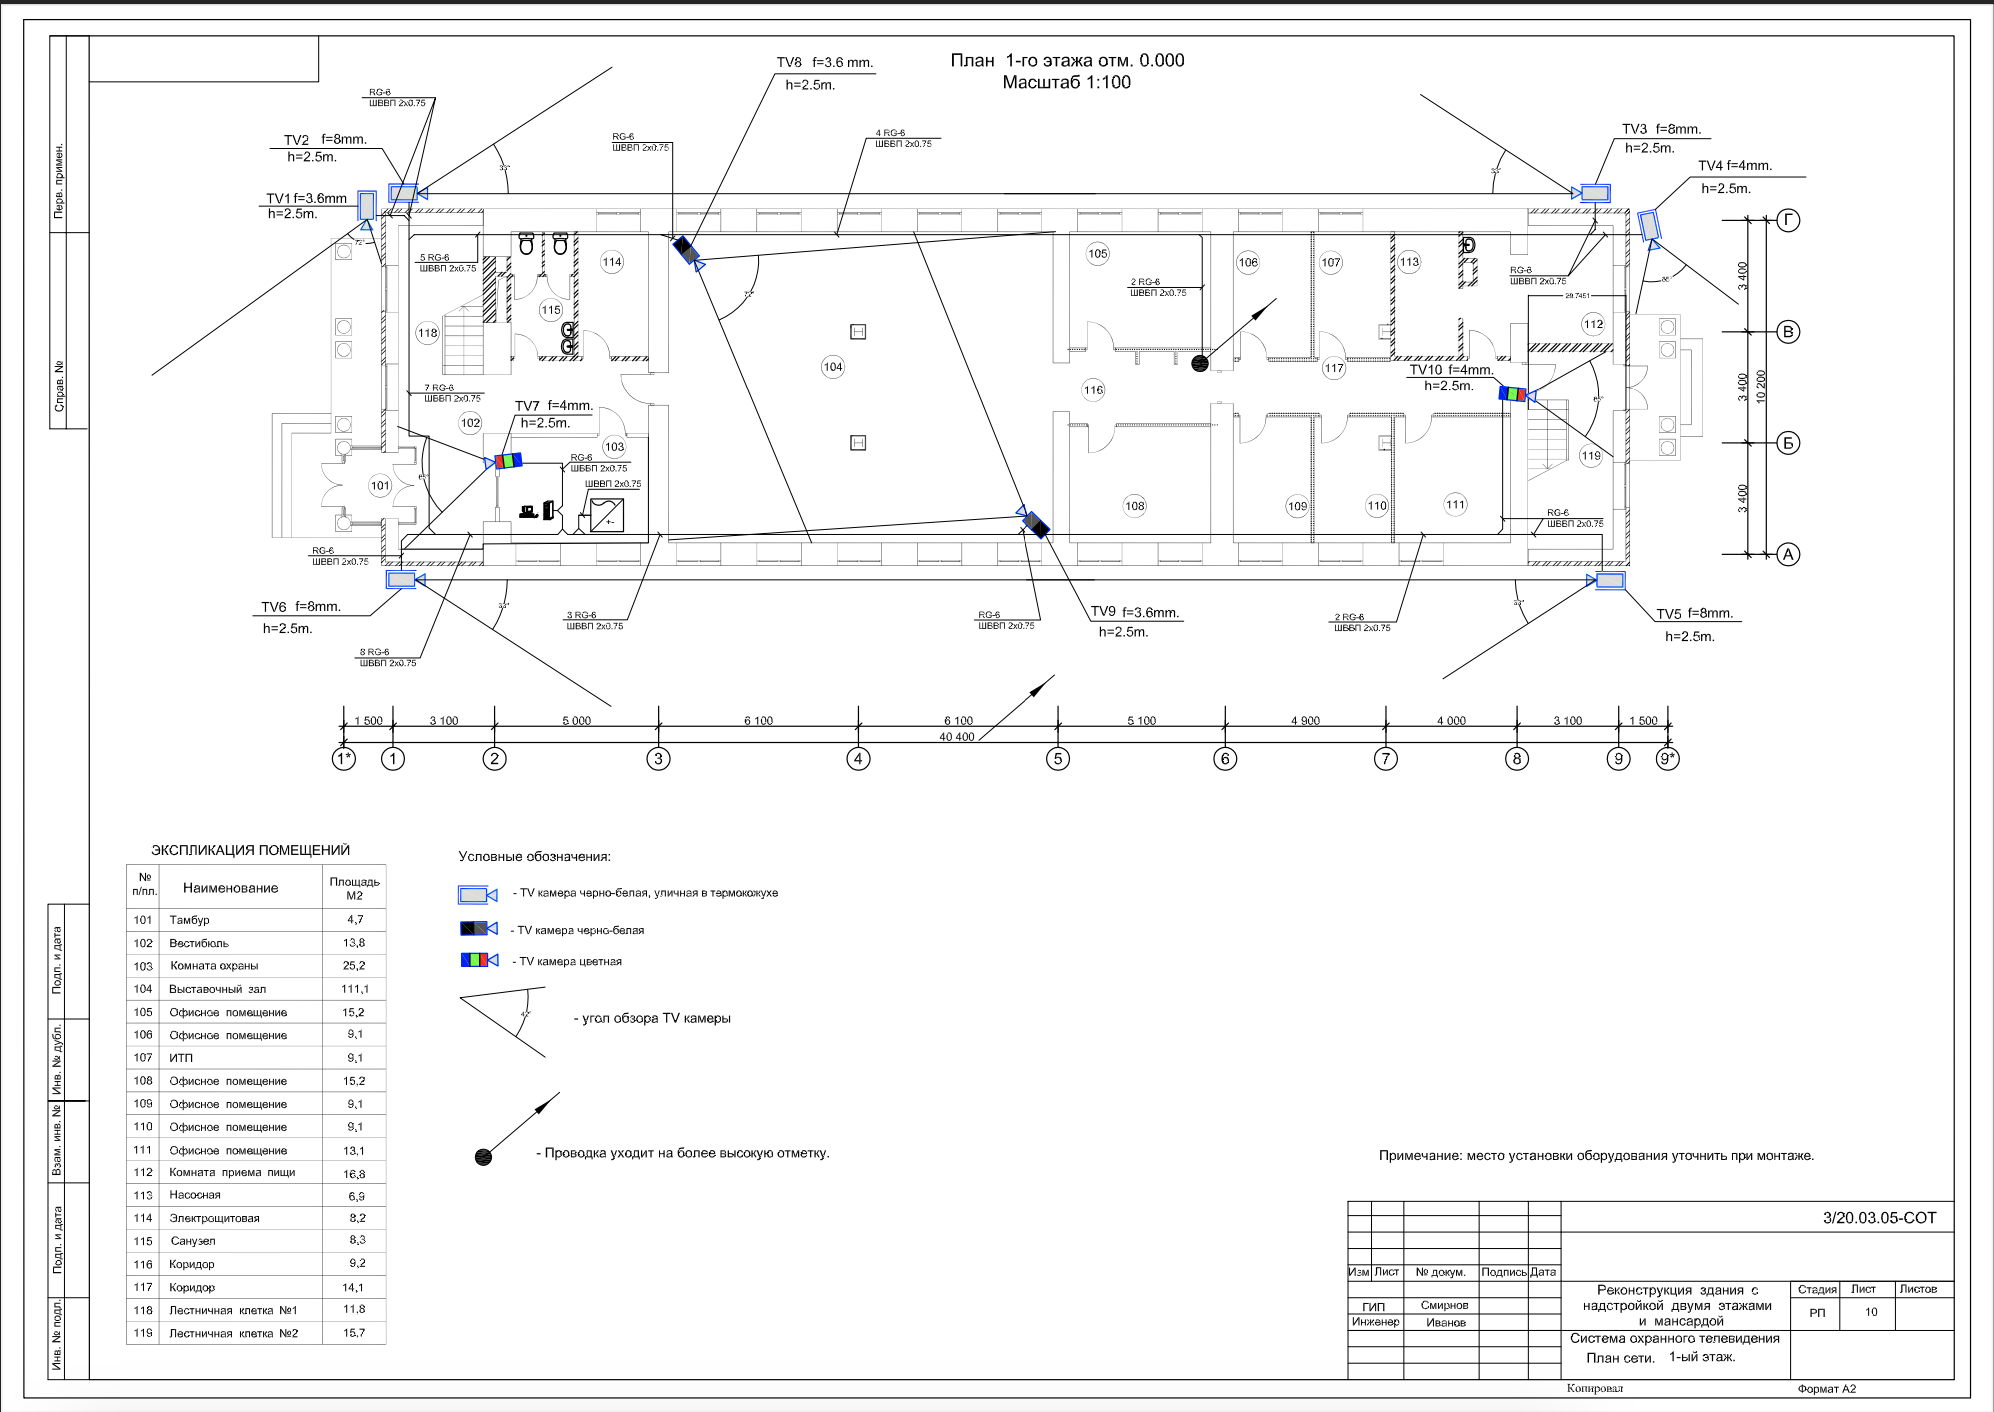 План 1-го этажа отм. 0.000
Масштаб 1:100
TV8 f=3.6 mm.
h=2.5m.
RG-6
ШВВП 2x0.75
TV2 f=8mm.
h=2.5m.
TV1 f=3.6mm
h=2.5m.
RG-6
ШВВП 2x0.75
4 RG-6
ШВВП 2x0.75
TV3 f=8mm.
h=2.5m.
TV4 f=4mm.
h=2.5m.
33°
33°
72°
5 RG-6
ШВВП 2x0.75
114
115
118
72°
104
105
2 RG-6
ШВВП 2x0.75
106
107
113
RG-6
ШВВП 2x0.75
29.7451
112
Г
В
Б
А
3 400
3 400
3 400
10 200
7 RG-6
ШВВП 2x0.75
102
TV7 f=4mm.
h=2.5m.
103
RG-6
ШВВП 2x0.75
ШВВП 2x0.75
101
116
117
TV10 f=4mm.
h=2.5m.
119
108
109
110
111
RG-6
ШВВП 2x0.75
RG-6
ШВВП 2x0.75
TV6 f=8mm.
h=2.5m.
33°
8 RG-6
ШВВП 2x0.75
3 RG-6
ШВВП 2x0.75
RG-6
ШВВП 2x0.75
TV9 f=3.6mm.
h=2.5m.
2 RG-6
ШВВП 2x0.75
33°
TV5 f=8mm.
h=2.5m.
1 500 3 100 5 000 6 100 6 100 5 100 4 900 4 000 3 100 1 500
40 400
1* 1 2 3 4 5 6 7 8 9 9*
ЭКСПЛИКАЦИЯ ПОМЕЩЕНИЙ
№ п/пл. Наименование Площадь М2
101 Тамбур 4,7
102 Вестибюль 13,8
103 Комната охраны 25,2
104 Выставочный зал 111,1
105 Офисное помещение 15,2
106 Офисное помещение 9,1
107 ИТП 9,1
108 Офисное помещение 15,2
109 Офисное помещение 9,1
110 Офисное помещение 9,1
111 Офисное помещение 13,1
112 Комната приема пищи 16,8
113 Насосная 6,9
114 Электрощитовая 8,2
115 Санузел 8,3
116 Коридор 9,2
117 Коридор 14,1
118 Лестничная клетка №1 11,8
119 Лестничная клетка №2 15,7
Условные обозначения:
- TV камера черно-белая, уличная в термокожухе
- TV камера черно-белая
- TV камера цветная
- угол обзора TV камеры
- Проводка уходит на более высокую отметку.
Примечание: место установки оборудования уточнить при монтаже.
3/20.03.05-СОТ
Изм Лист № докум. Подпись Дата
ГИП Смирнов
Инженер Иванов
Реконструкция здания с
надстройкой двумя этажами
и мансардой
Стадия Лист Листов
РП 10
Система охранного телевидения
План сети. 1-ый этаж.
Копировал Формат А2
Перв. примен.
Справ. №
Подп. и дата
Инв. № дубл.
Взам. инв. №
Подп. и дата
Инв. № подл.